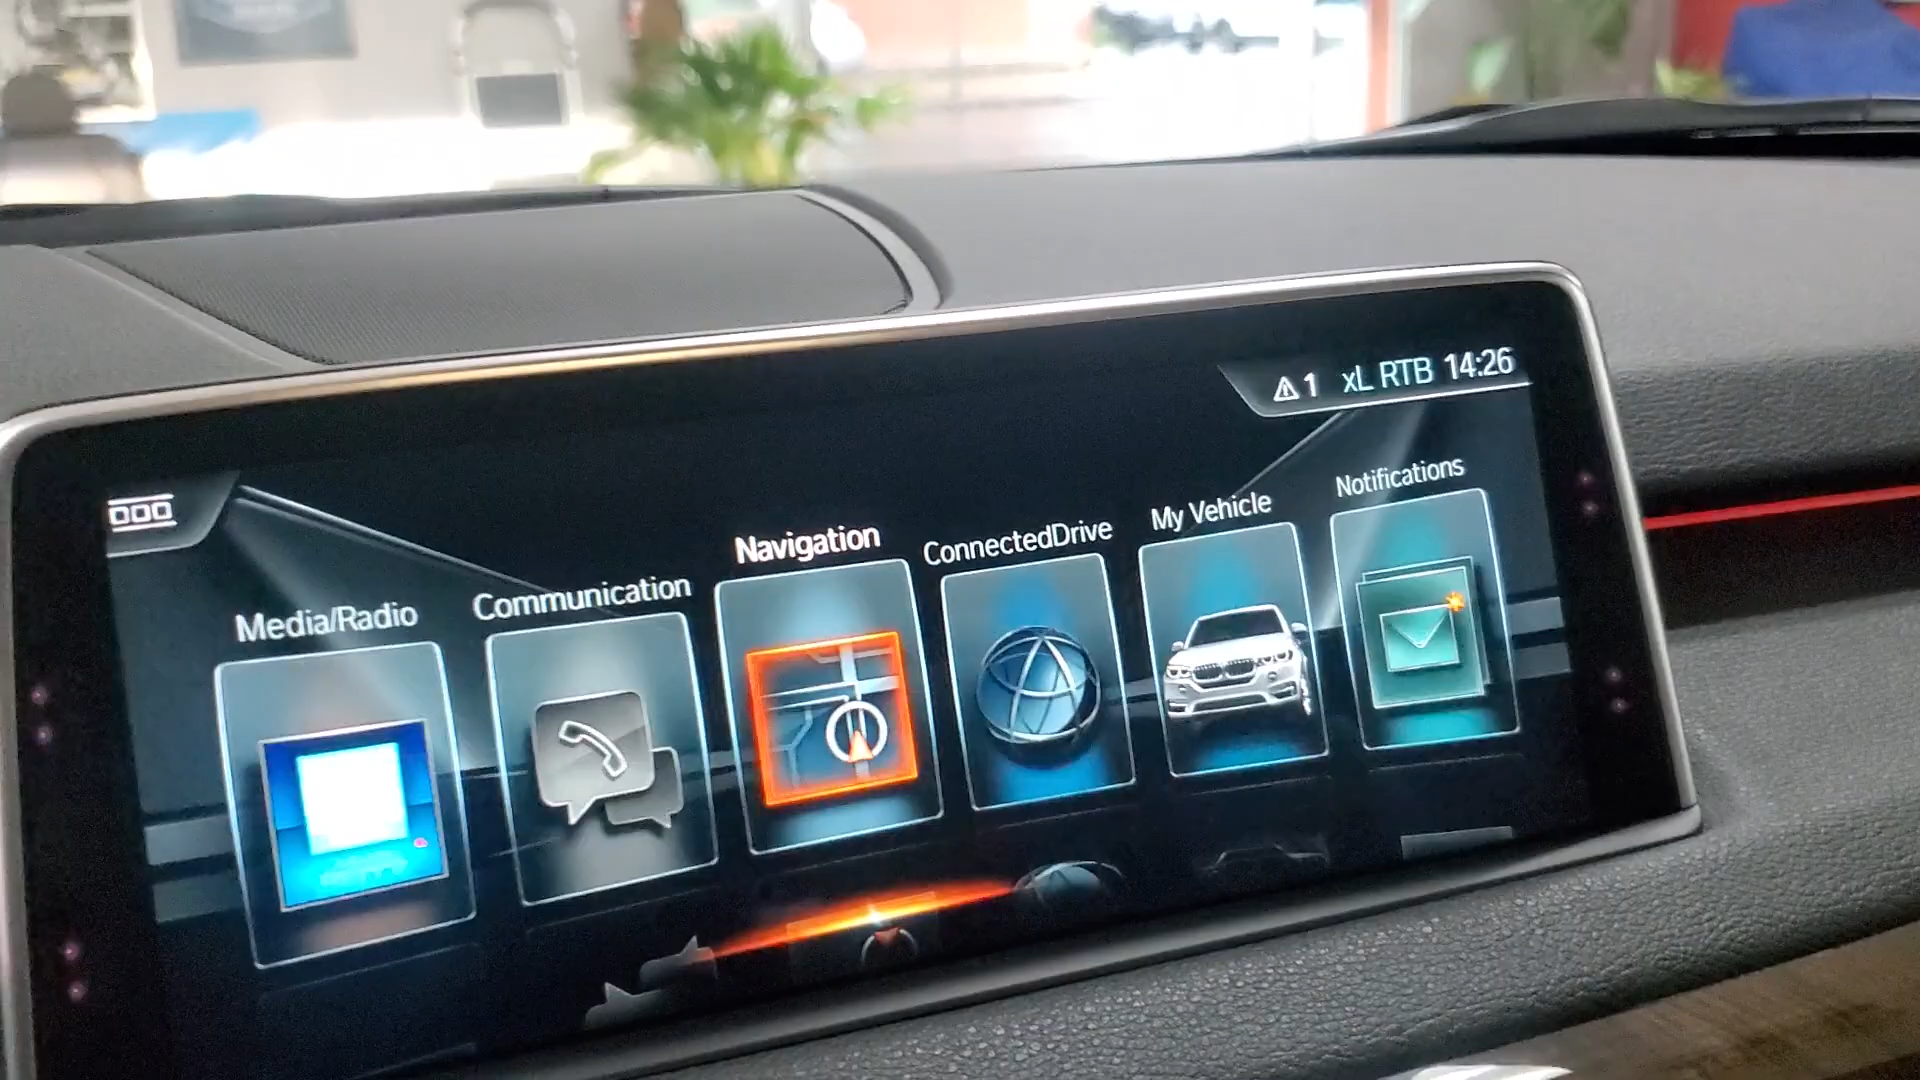 1 xL RTB 14:26
Media/Radio
Communication
Navigation
ConnectedDrive
My Vehicle
Notifications